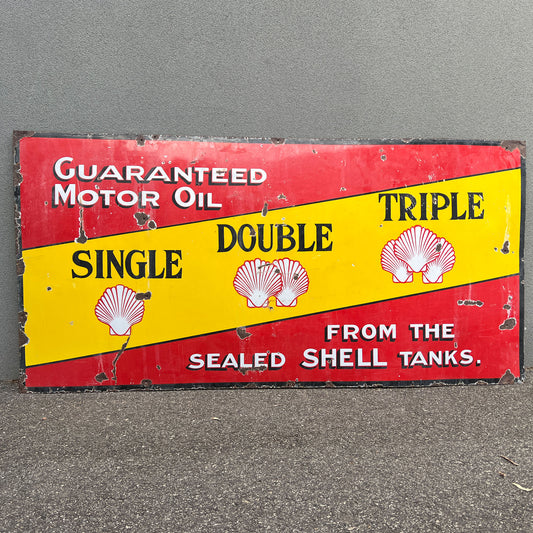 GUARANTEED
MOTOR OIL
SINGLE DOUBLE TRIPLE
FROM THE
SEALED SHELL TANKS.